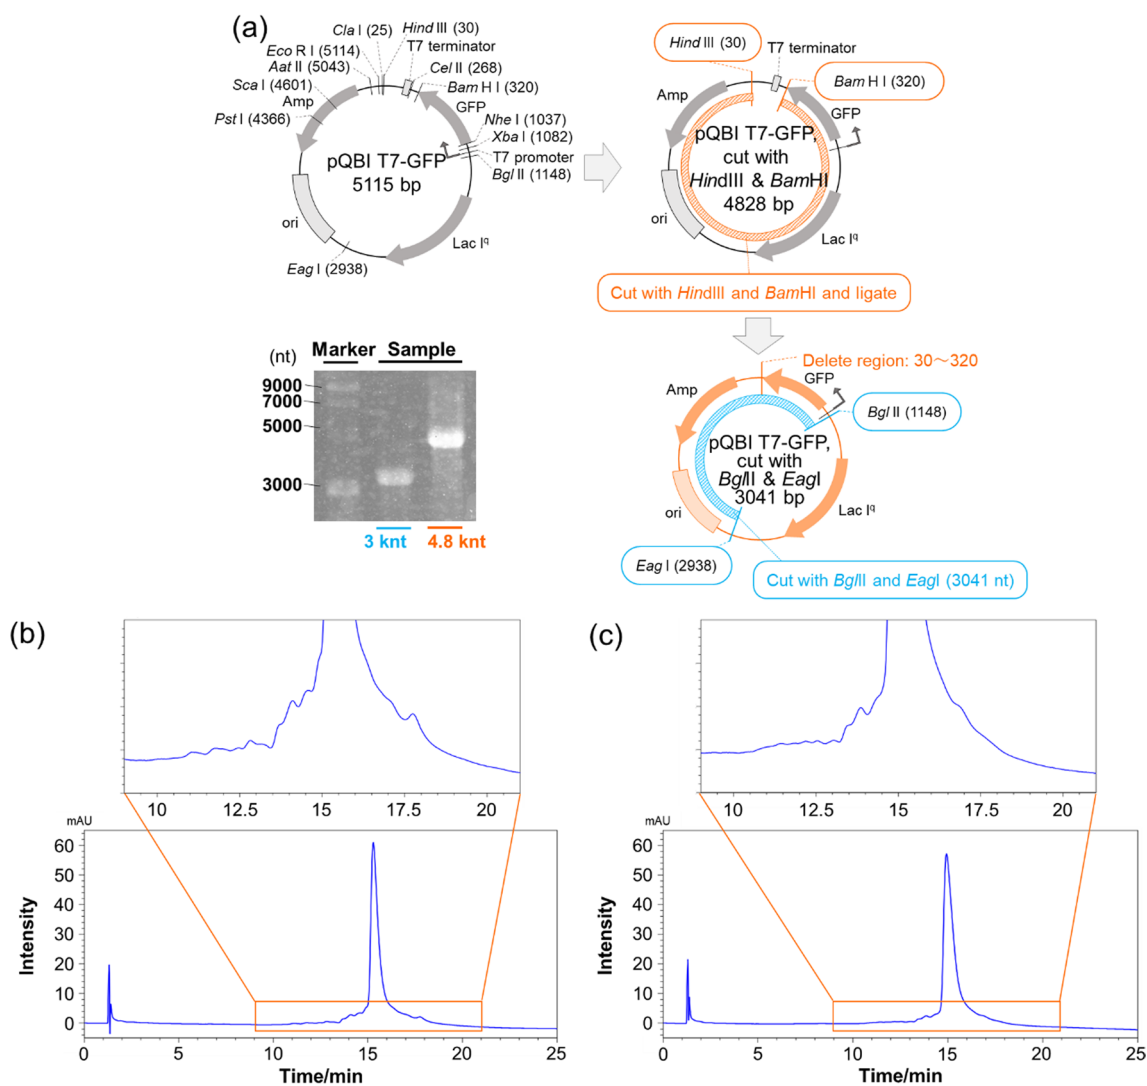 (a)
Cla I (25)
Hind III (30)
Eco R I (5114)
T7 terminator
Aat II (5043)
Cel II (268)
Sca I (4601)
Bam H I (320)
Amp
GFP
Pst I (4366)
Nhe I (1037)
Xba I (1082)
pQBI T7-GFP
T7 promoter
5115 bp
Bgl II (1148)
ori
Lac Iq
Eag I (2938)
Hind III (30)
T7 terminator
Bam H I (320)
Amp
GFP
pQBI T7-GFP,
cut with
HindIII & BamHI
4828 bp
ori
Lac Iq
Cut with HindIII and BamHI and ligate
Delete region: 30～320
GFP
Amp
Bgl II (1148)
pQBI T7-GFP,
cut with
BglII & EagI
3041 bp
ori
Lac Iq
Eag I (2938)
Cut with BglII and EagI (3041 nt)
(nt)
Marker
Sample
9000
7000
5000
3000
3 knt
4.8 knt
(b)
10
12.5
15
17.5
20
mAU
60
50
40
30
20
10
0
Intensity
0
5
10
15
20
25
Time/min
(c)
10
12.5
15
17.5
20
mAU
60
50
40
30
20
10
0
Intensity
0
5
10
15
20
25
Time/min